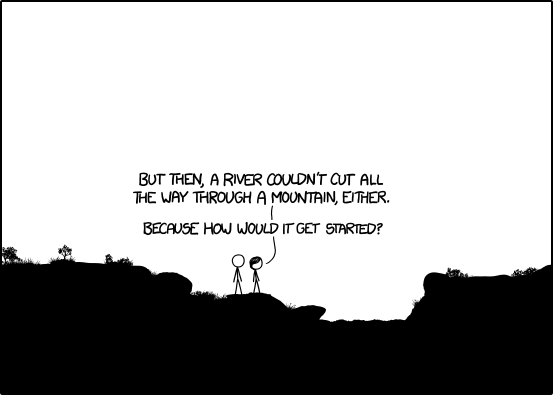 BUT THEN, A RIVER COULDN'T CUT ALL
THE WAY THROUGH A MOUNTAIN, EITHER.
BECAUSE HOW WOULD IT GET STARTED?